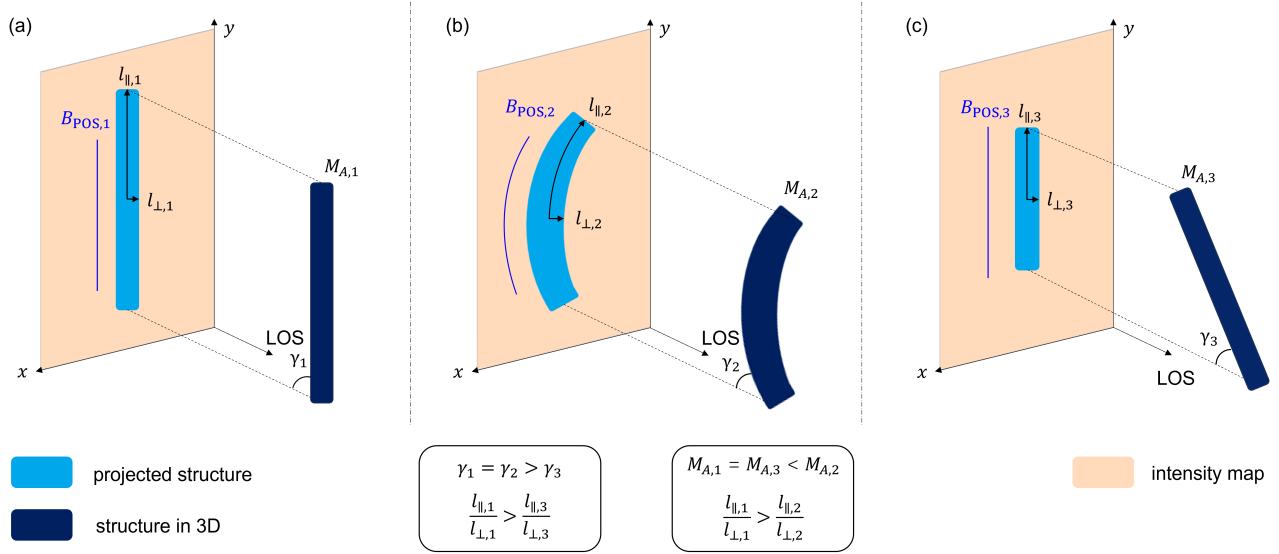 (a)
y
l∥,1
B_POS,1
l⊥,1
M_A,1
LOS
γ1
x
(b)
y
l∥,2
B_POS,2
l⊥,2
M_A,2
LOS
γ2
x
(c)
y
l∥,3
B_POS,3
l⊥,3
M_A,3
LOS
γ3
x
projected structure
structure in 3D
γ1 = γ2 > γ3
l∥,1/l⊥,1 > l∥,3/l⊥,3
M_A,1 = M_A,3 < M_A,2
l∥,1/l⊥,1 > l∥,2/l⊥,2
intensity map